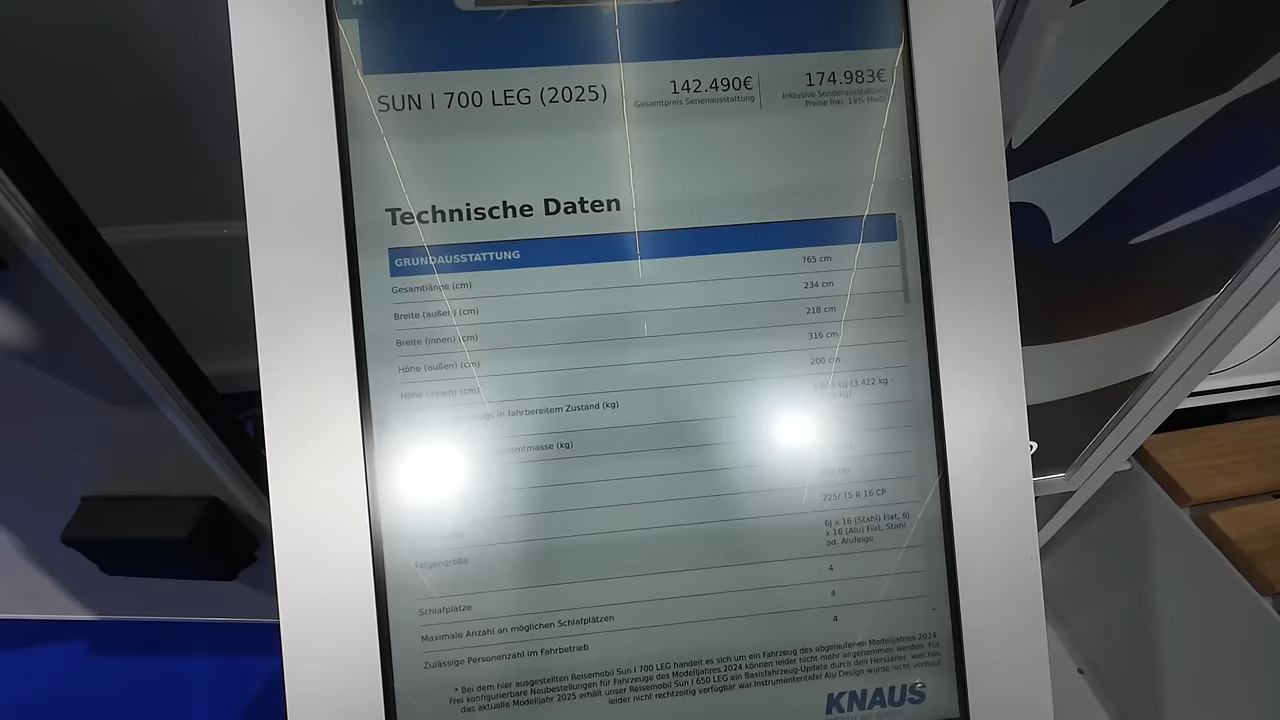 SUN I 700 LEG (2025)
142.490€
Gesamtpreis Serienausstattung
174.983€
Inklusive Sonderausstattung
Preise inkl. 19% MwSt
Technische Daten
GRUNDAUSSTATTUNG
Gesamtlänge (cm) 765 cm
Breite (außen) (cm) 234 cm
Breite (innen) (cm) 218 cm
Höhe (außen) (cm) 316 cm
Höhe (innen) (cm) 200 cm
in fahrbereitem Zustand (kg) kg (3.422 kg -
kg)
(kg)
225/ 75 R 16 CP
Felgengröße 6J x 16 (Stahl) Fiat, 6J
x 16 (Alu) Fiat, Stahl
od. Alufelge
Schlafplätze 4
Maximale Anzahl an möglichen Schlafplätzen 4
Zulässige Personenzahl im Fahrbetrieb 4
* Bei dem hier ausgestellten Reisemobil Sun I 700 LEG handelt es sich um ein Fahrzeug des abgelaufenen Modelljahres 2024.
Frei konfigurierbare Neubestellungen für Fahrzeuge des Modelljahres 2024 können leider nicht mehr angenommen werden. Für
das aktuelle Modelljahr 2025 erhält unser Reisemobil Sun I 650 LEG ein Basisfahrzeug-Update durch den Hersteller, welches
leider nicht rechtzeitig verfügbar war.Instrumententafel Alu Design wurde nicht verbaut.
KNAUS